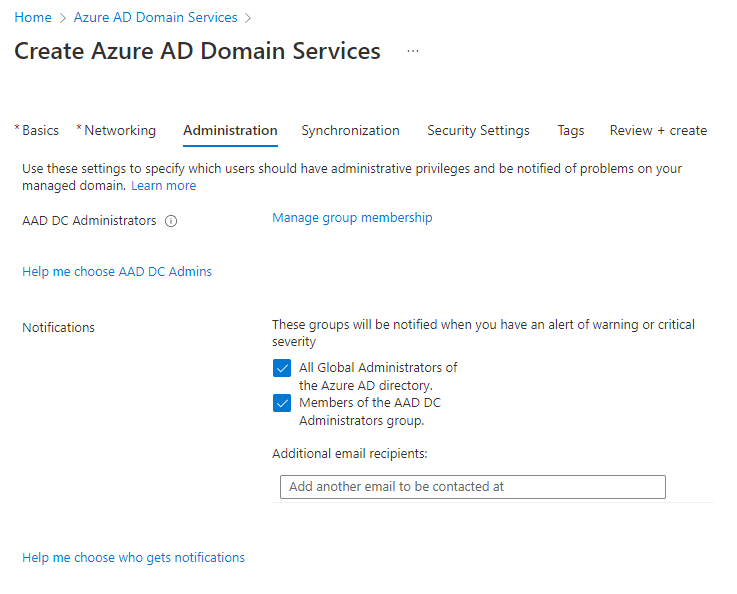 Home > Azure AD Domain Services >
Create Azure AD Domain Services ...
* Basics * Networking Administration Synchronization Security Settings Tags Review + create
Use these settings to specify which users should have administrative privileges and be notified of problems on your
managed domain. Learn more
AAD DC Administrators Manage group membership
Help me choose AAD DC Admins
Notifications
These groups will be notified when you have an alert of warning or critical
severity
All Global Administrators of
the Azure AD directory.
Members of the AAD DC
Administrators group.
Additional email recipients:
Add another email to be contacted at
Help me choose who gets notifications